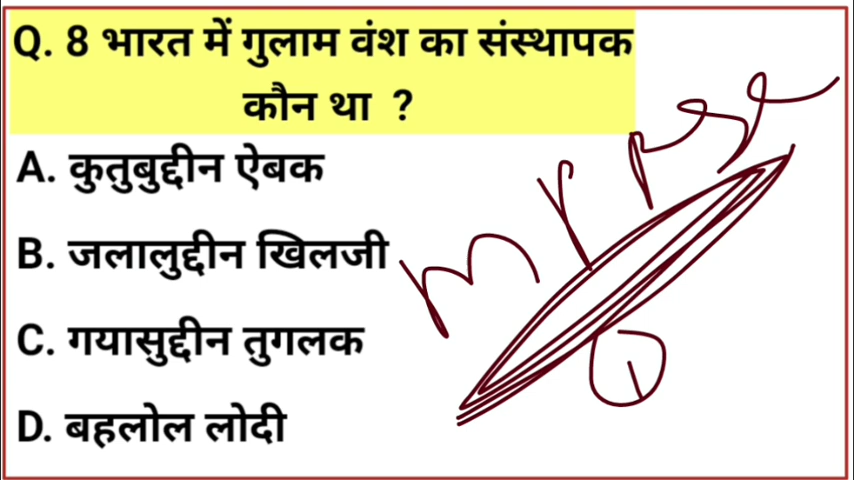 Q. 8 भारत में गुलाम वंश का संस्थापक
कौन था ?
A. कुतुबुद्दीन ऐबक
B. जलालुद्दीन खिलजी
C. गयासुद्दीन तुगलक
D. बहलोल लोदी